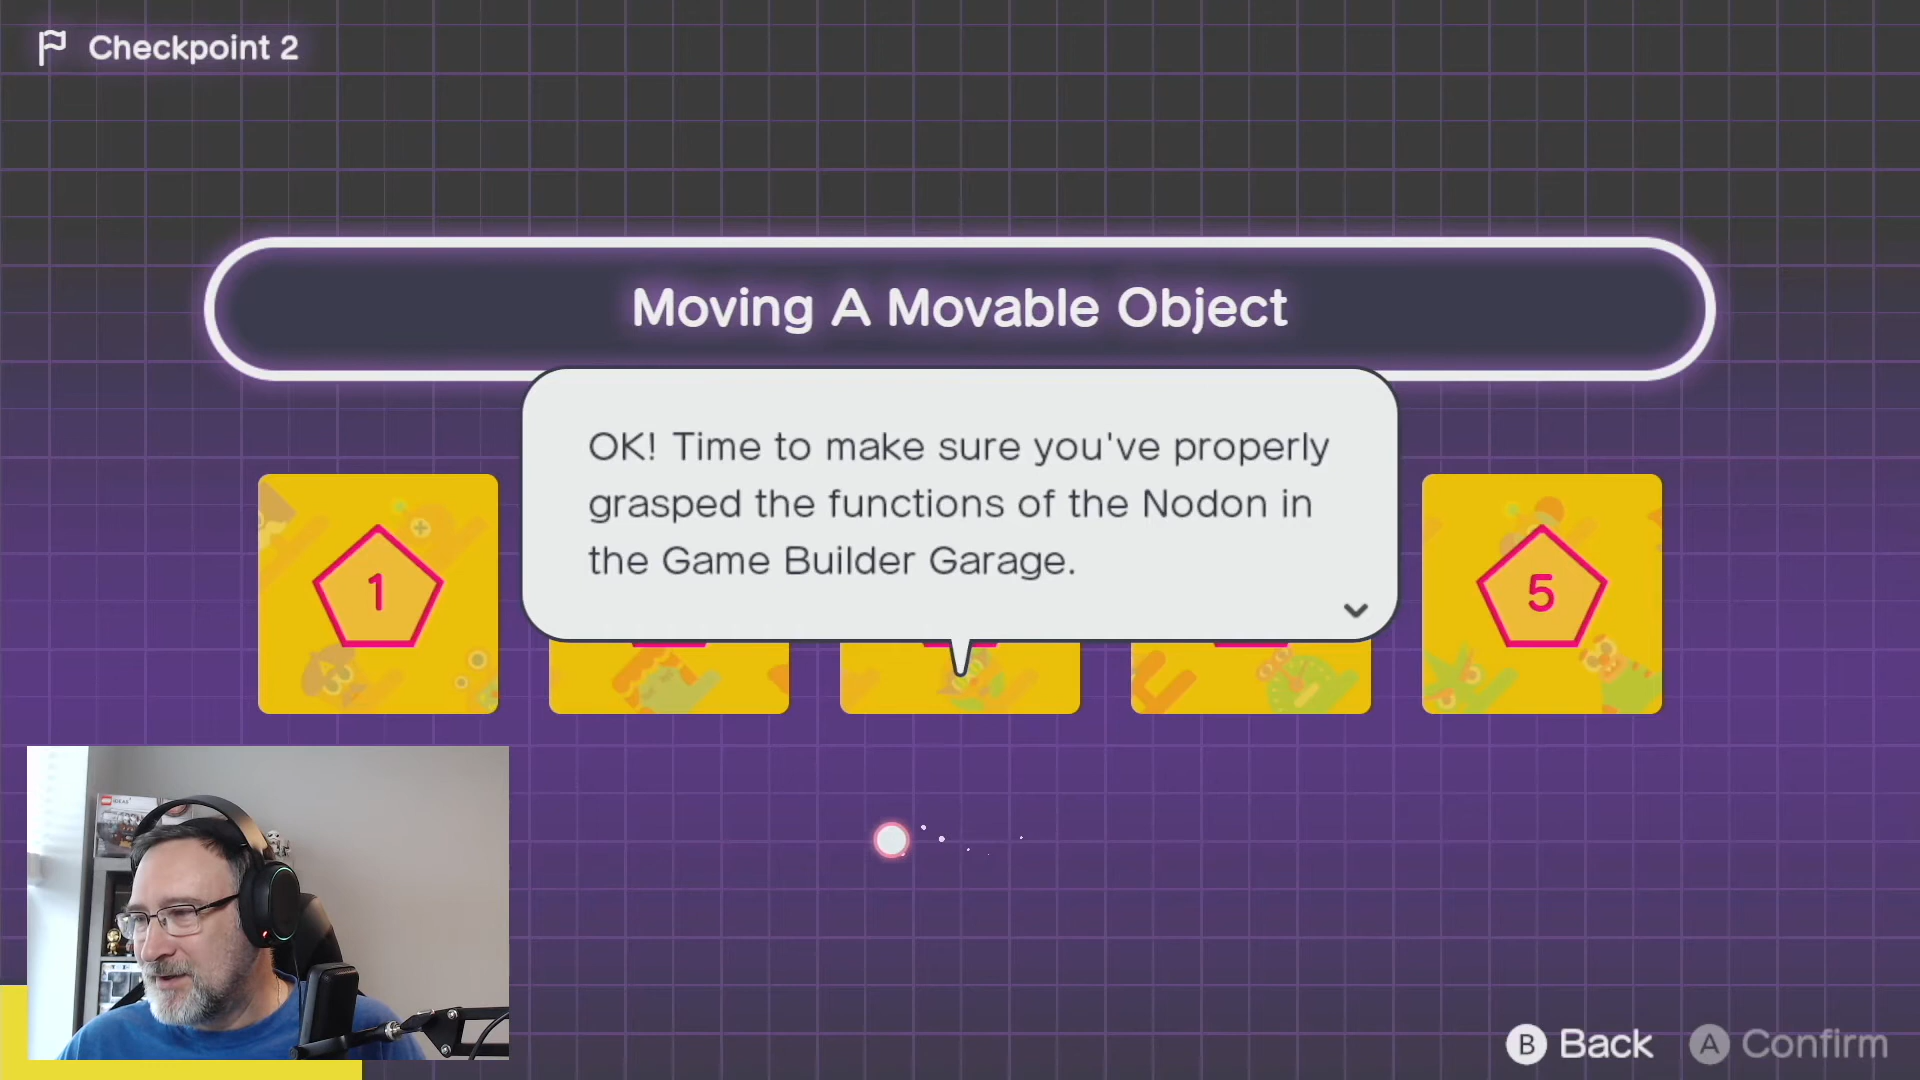 Checkpoint 2
Moving A Movable Object
OK! Time to make sure you've properly
grasped the functions of the Nodon in
the Game Builder Garage.
1
5
B Back
A Confirm